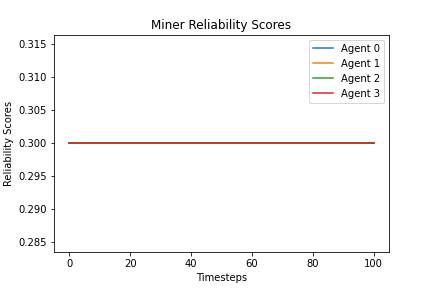 Miner Reliability Scores
0.315
0.310
0.305
0.300
0.295
0.290
0.285
Reliability Scores
Agent 0
Agent 1
Agent 2
Agent 3
0 20 40 60 80 100
Timesteps